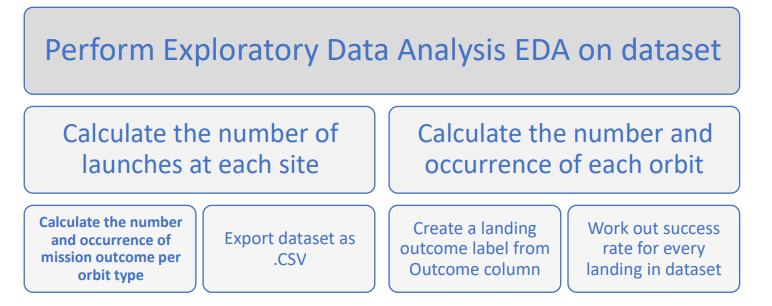 Perform Exploratory Data Analysis EDA on dataset
Calculate the number of
launches at each site
Calculate the number and
occurrence of each orbit
Calculate the number
and occurrence of
mission outcome per
orbit type
Export dataset as
.CSV
Create a landing
outcome label from
Outcome column
Work out success
rate for every
landing in dataset